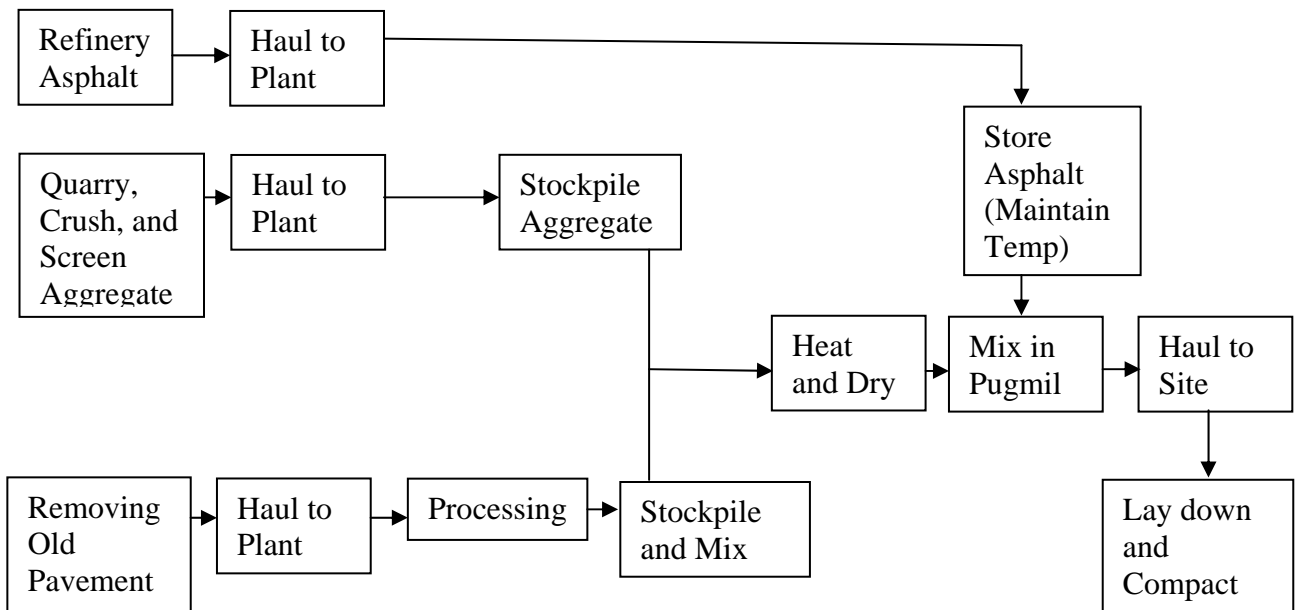 Refinery
Asphalt
Haul to
Plant
Store
Asphalt
(Maintain
Temp)
Quarry,
Crush, and
Screen
Aggregate
Haul to
Plant
Stockpile
Aggregate
Heat
and Dry
Mix in
Pugmil
Haul to
Site
Removing
Old
Pavement
Haul to
Plant
Processing
Stockpile
and Mix
Lay down
and
Compact